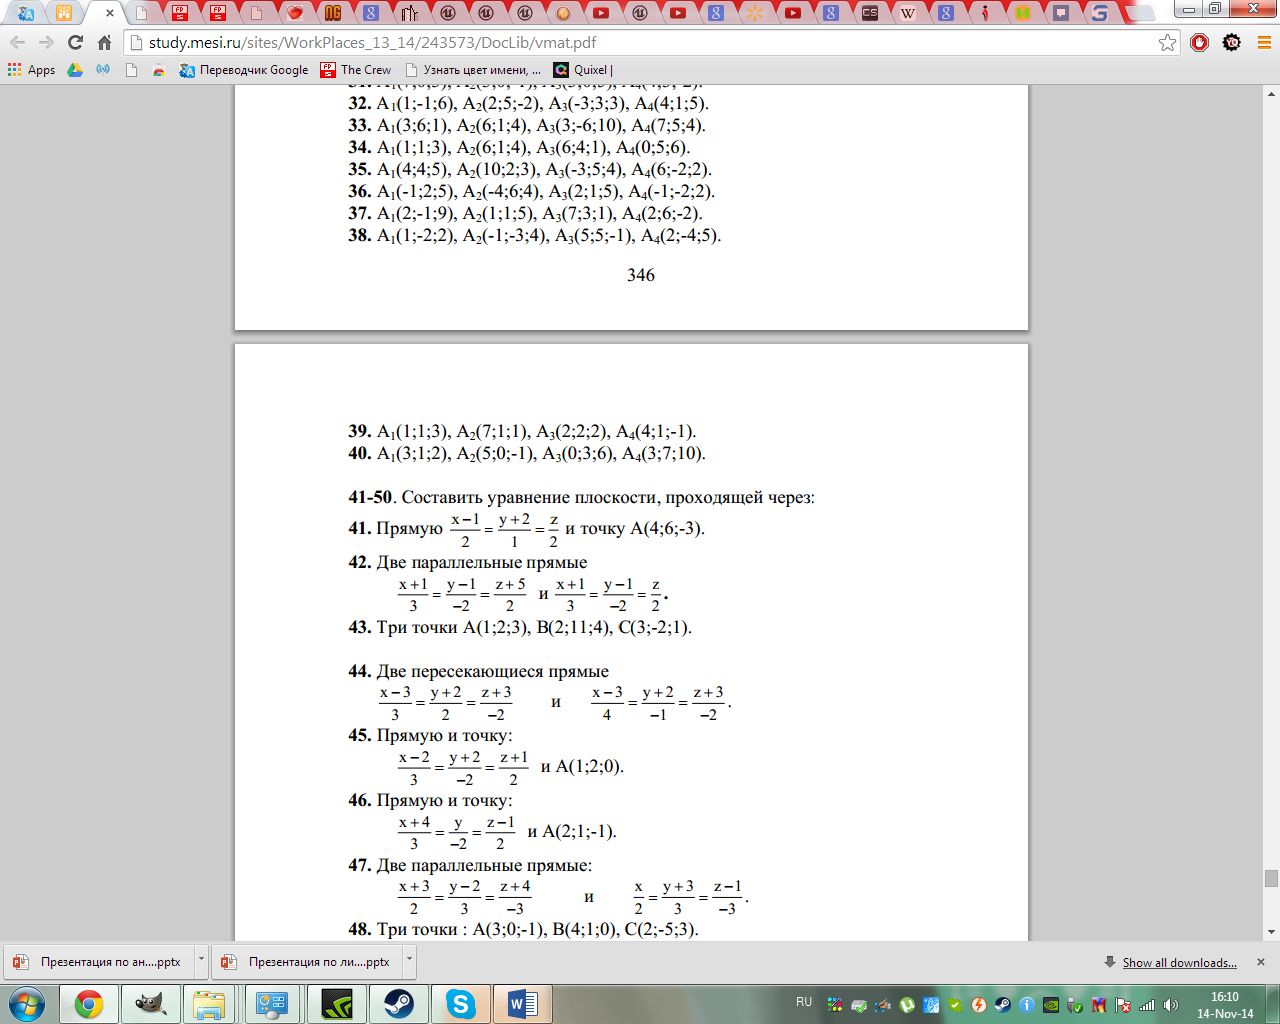 study.mesi.ru/sites/WorkPlaces_13_14/243573/DocLib/vmat.pdf
Apps Переводчик Google The Crew Узнать цвет имени, ... Quixel |
32. A₁(1;-1;6), A₂(2;5;-2), A₃(-3;3;3), A₄(4;1;5).
33. A₁(3;6;1), A₂(6;1;4), A₃(3;-6;10), A₄(7;5;4).
34. A₁(1;1;3), A₂(6;1;4), A₃(6;4;1), A₄(0;5;6).
35. A₁(4;4;5), A₂(10;2;3), A₃(-3;5;4), A₄(6;-2;2).
36. A₁(-1;2;5), A₂(-4;6;4), A₃(2;1;5), A₄(-1;-2;2).
37. A₁(2;-1;9), A₂(1;1;5), A₃(7;3;1), A₄(2;6;-2).
38. A₁(1;-2;2), A₂(-1;-3;4), A₃(5;5;-1), A₄(2;-4;5).
346
39. A₁(1;1;3), A₂(7;1;1), A₃(2;2;2), A₄(4;1;-1).
40. A₁(3;1;2), A₂(5;0;-1), A₃(0;3;6), A₄(3;7;10).
41-50. Составить уравнение плоскости, проходящей через:
41. Прямую (x−1)/2 = (y+2)/1 = z/2 и точку A(4;6;-3).
42. Две параллельные прямые
(x+1)/3 = (y−1)/−2 = (z+5)/2 и (x+1)/3 = (y−1)/−2 = z/2.
43. Три точки A(1;2;3), B(2;11;4), C(3;-2;1).
44. Две пересекающиеся прямые
(x−3)/3 = (y+2)/2 = (z+3)/−2 и (x−3)/4 = (y+2)/−1 = (z+3)/−2.
45. Прямую и точку:
(x−2)/3 = (y+2)/−2 = (z+1)/2 и A(1;2;0).
46. Прямую и точку:
(x+4)/3 = y/−2 = (z−1)/2 и A(2;1;-1).
47. Две параллельные прямые:
(x+3)/2 = (y−2)/3 = (z+4)/−3 и x/2 = (y+3)/3 = (z−1)/−3.
48. Три точки : A(3;0;-1), B(4;1;0), C(2;-5;3).
Презентация по ан....pptx Презентация по ли....pptx Show all downloads...
RU 16:10
14-Nov-14